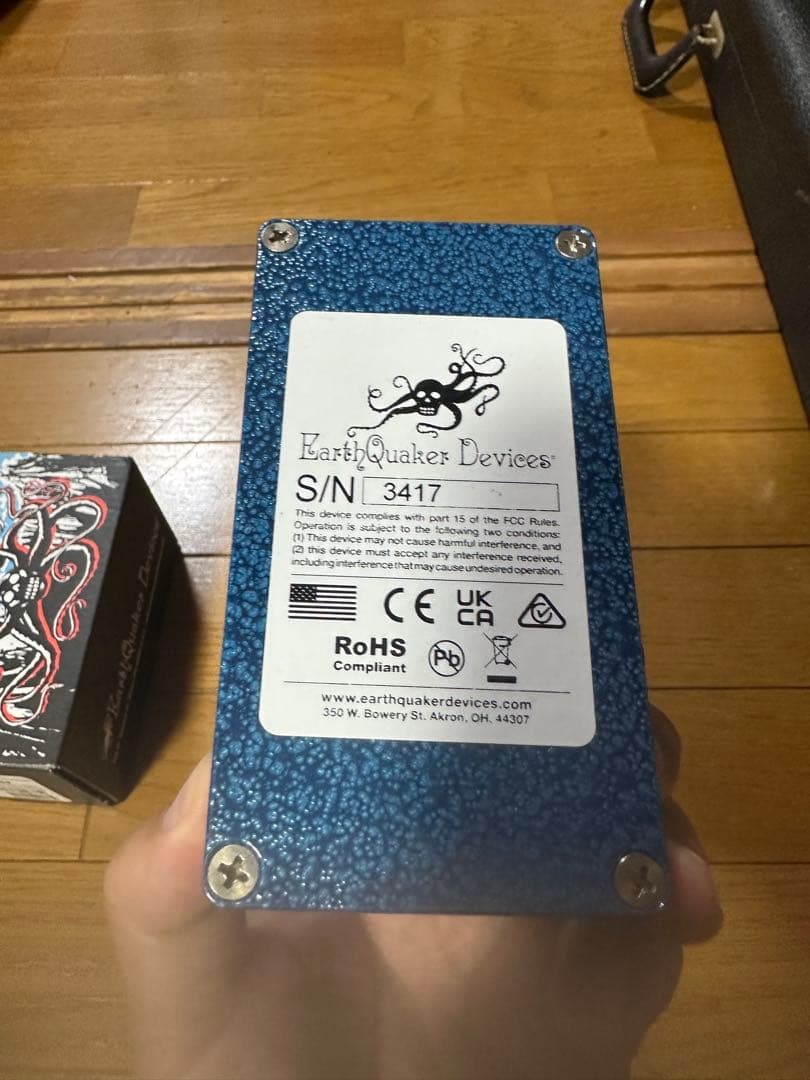 EarthQuaker Devices®
S/N 3417
This device complies with part 15 of the FCC Rules.
Operation is subject to the following two conditions:
(1) This device may not cause harmful interference, and
(2) this device must accept any interference received,
including interference that may cause undesired operation.
CE UK
CA
RoHS
Compliant
Pb
www.earthquakerdevices.com
350 W. Bowery St. Akron, OH, 44307
EarthQuaker Devices